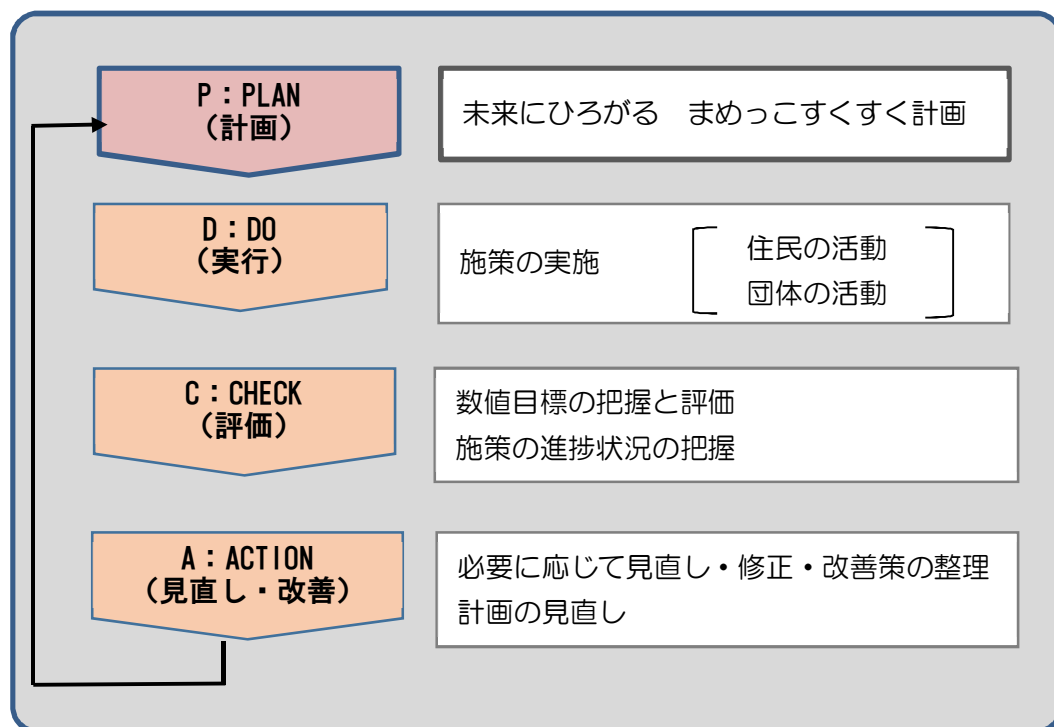 P：PLAN
（計画）
未来にひろがる　まめっこすくすく計画
D：DO
（実行）
施策の実施
住民の活動
団体の活動
C：CHECK
（評価）
数値目標の把握と評価
施策の進捗状況の把握
A：ACTION
（見直し・改善）
必要に応じて見直し・修正・改善策の整理
計画の見直し